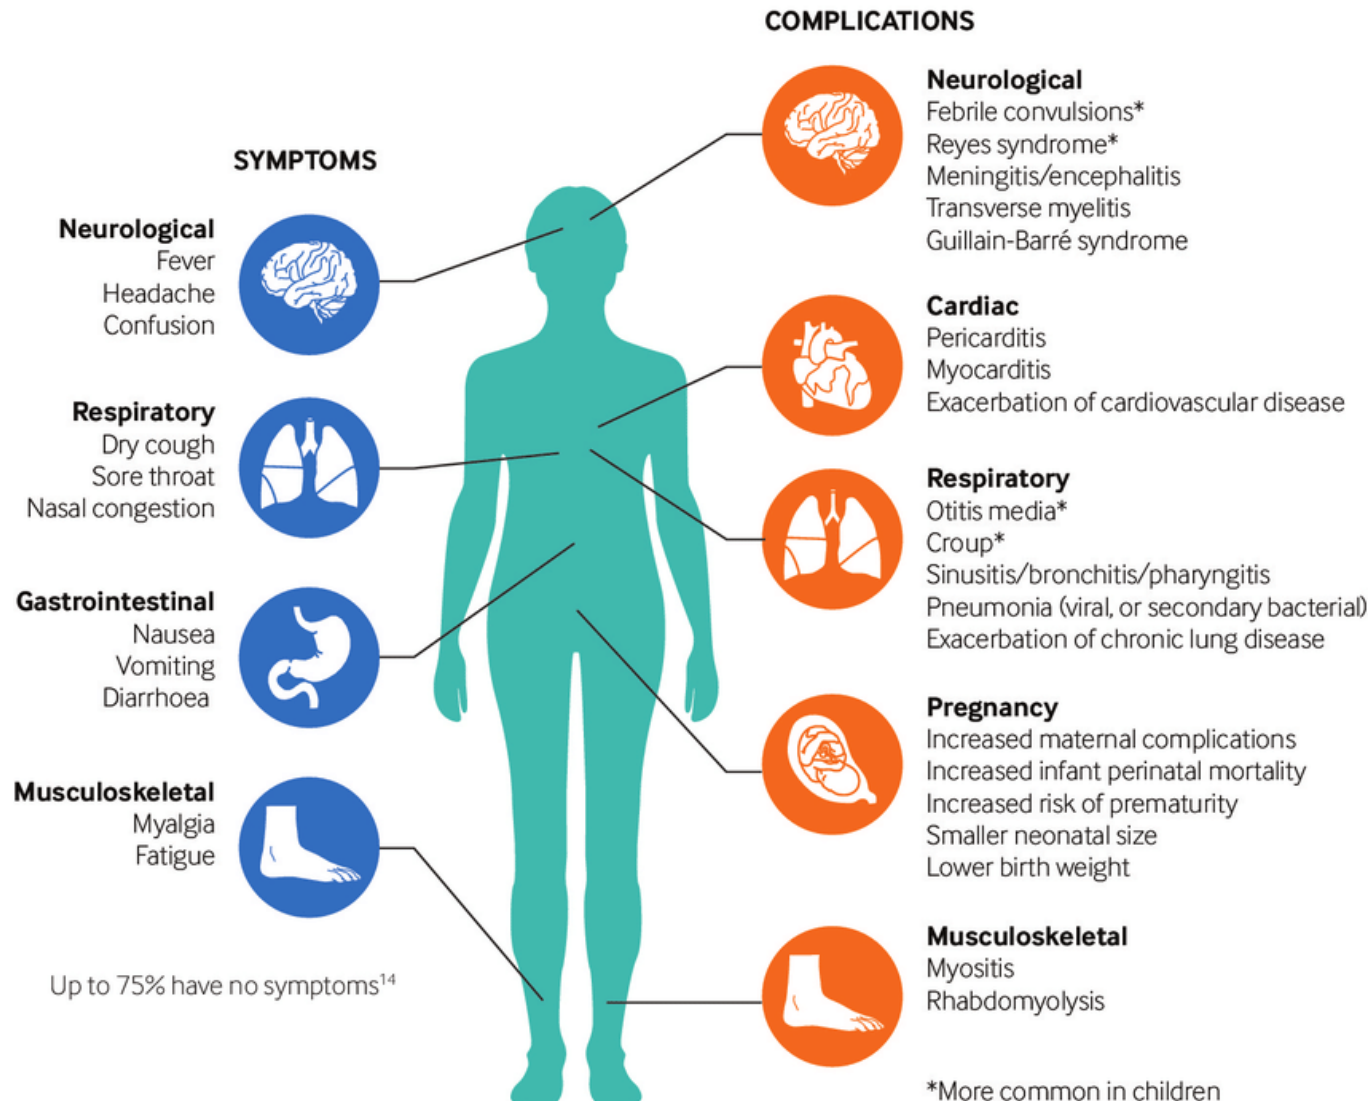 SYMPTOMS
Neurological
Fever
Headache
Confusion
Respiratory
Dry cough
Sore throat
Nasal congestion
Gastrointestinal
Nausea
Vomiting
Diarrhoea
Musculoskeletal
Myalgia
Fatigue
Up to 75% have no symptoms¹⁴
COMPLICATIONS
Neurological
Febrile convulsions*
Reyes syndrome*
Meningitis/encephalitis
Transverse myelitis
Guillain-Barré syndrome
Cardiac
Pericarditis
Myocarditis
Exacerbation of cardiovascular disease
Respiratory
Otitis media*
Croup*
Sinusitis/bronchitis/pharyngitis
Pneumonia (viral, or secondary bacterial)
Exacerbation of chronic lung disease
Pregnancy
Increased maternal complications
Increased infant perinatal mortality
Increased risk of prematurity
Smaller neonatal size
Lower birth weight
Musculoskeletal
Myositis
Rhabdomyolysis
*More common in children